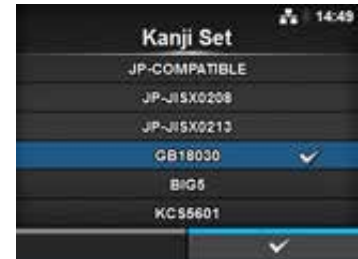 14:49
Kanji Set
JP-COMPATIBLE
JP-JISX0208
JP-JISX0213
GB18030
BIG5
KCS5601